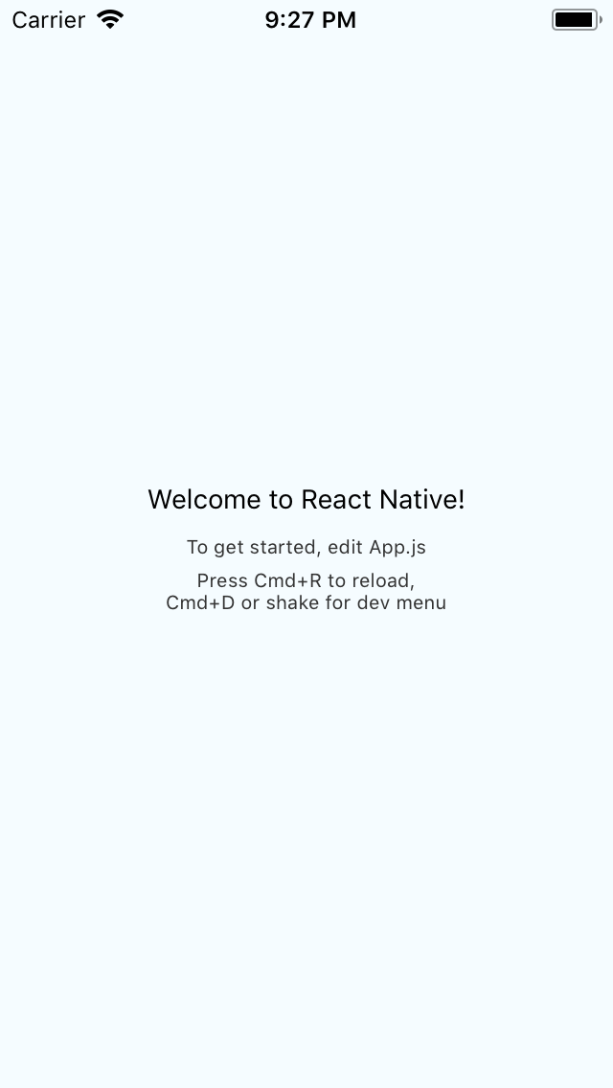 Carrier 9:27 PM
Welcome to React Native!
To get started, edit App.js
Press Cmd+R to reload,
Cmd+D or shake for dev menu